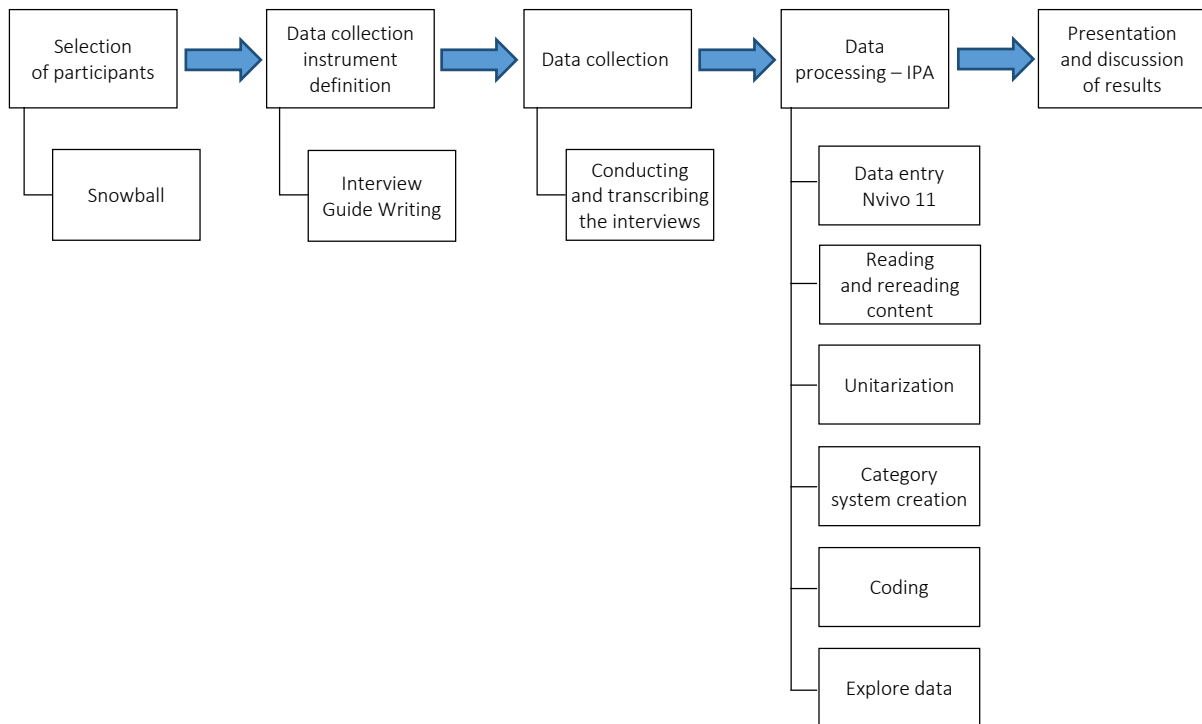 Selection
of participants
Data collection
instrument
definition
Data collection
Data
processing – IPA
Presentation
and discussion
of results
Snowball
Interview
Guide Writing
Conducting
and transcribing
the interviews
Data entry
Nvivo 11
Reading
and rereading
content
Unitarization
Category
system creation
Coding
Explore data